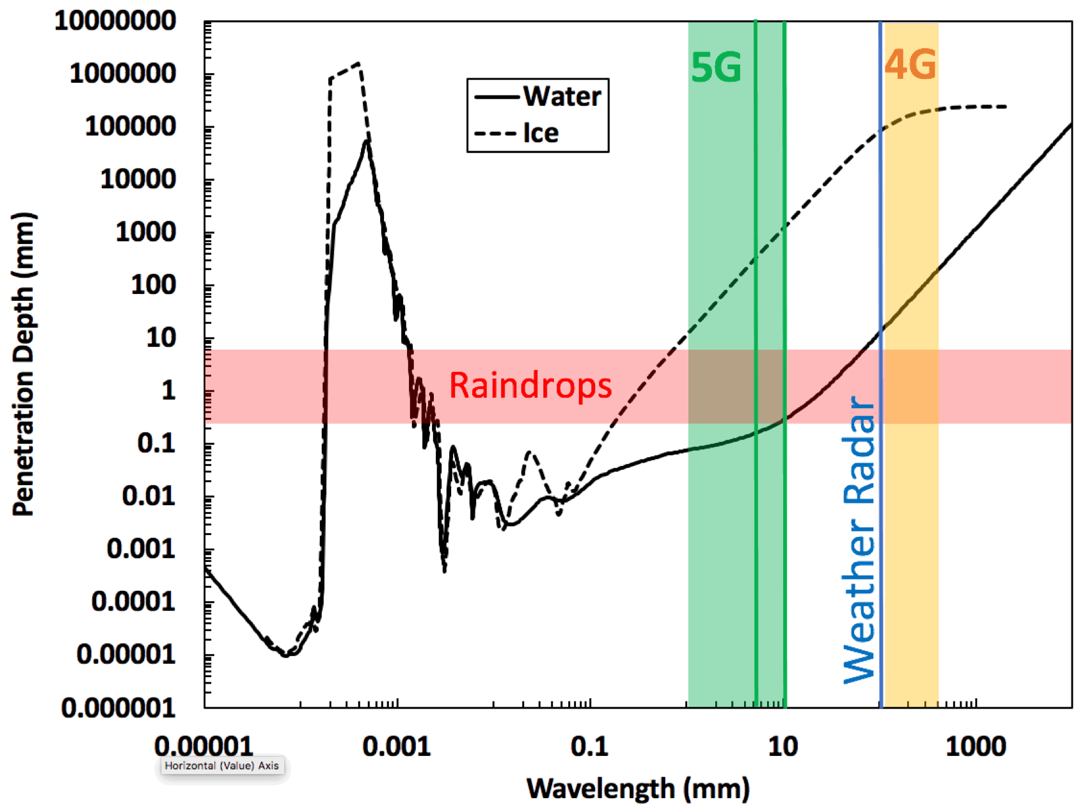 10000000
1000000
100000
10000
1000
100
10
1
0.1
0.01
0.001
0.0001
0.00001
0.000001
Penetration Depth (mm)
Water
Ice
5G
4G
Raindrops
Weather Radar
0.00001
0.001
0.1
10
1000
Horizontal (Value) Axis
Wavelength (mm)